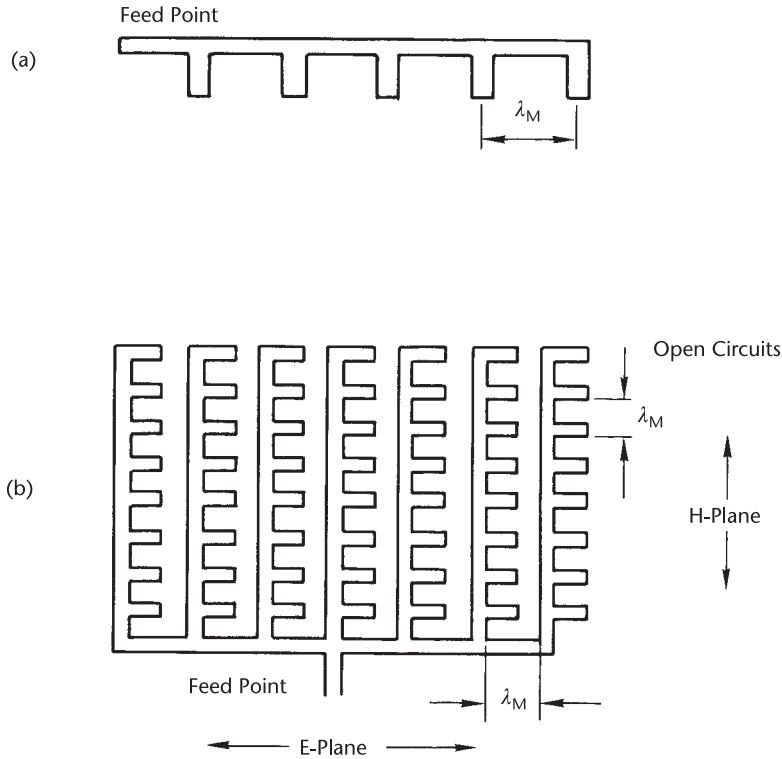 Feed Point
(a)
λM
Open Circuits
λM
(b)
H-Plane
Feed Point
λM
E-Plane